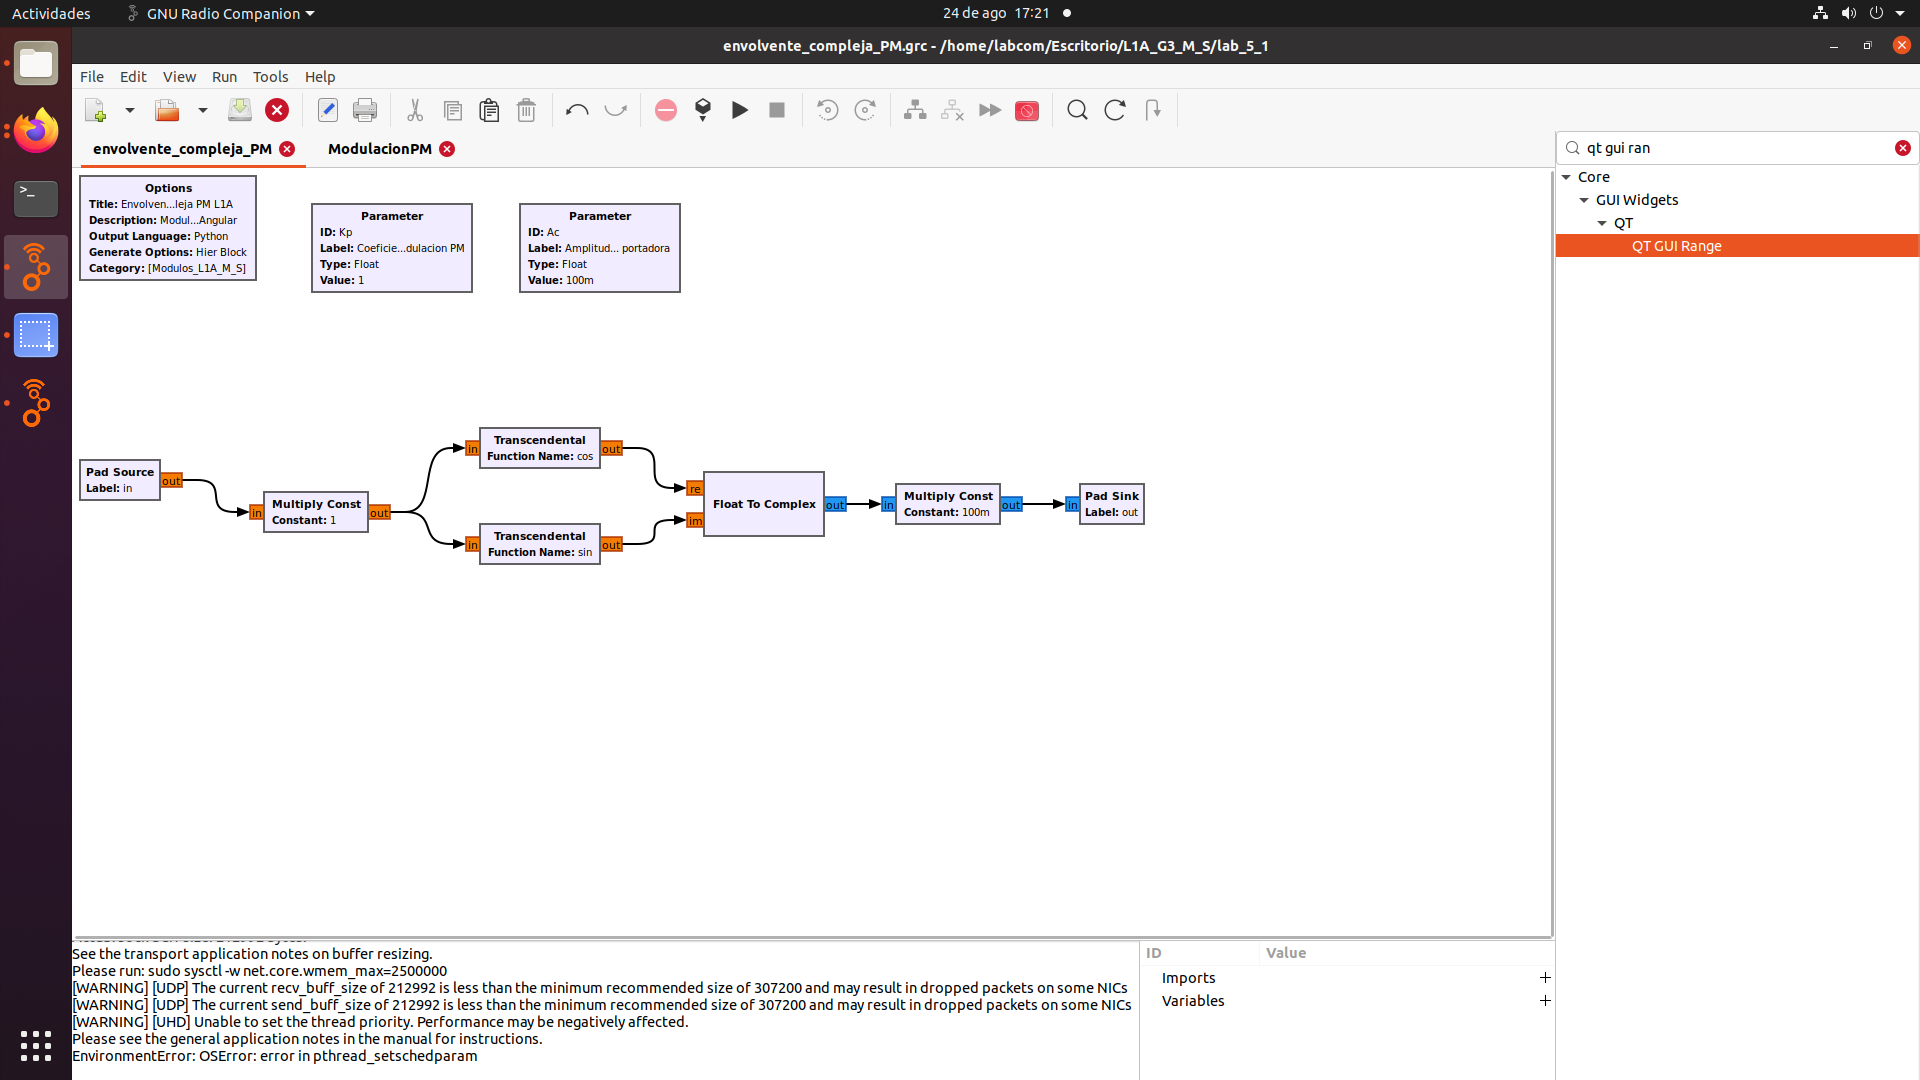 Actividades
GNU Radio Companion
24 de ago 17:21
envolvente_compleja_PM.grc - /home/labcom/Escritorio/L1A_G3_M_S/lab_5_1
File Edit View Run Tools Help
envolvente_compleja_PM
ModulacionPM
qt gui ran
Core
GUI Widgets
QT
QT GUI Range
Options
Title: Envolven...leja PM L1A
Description: Modul...Angular
Output Language: Python
Generate Options: Hier Block
Category: [Modulos_L1A_M_S]
Parameter
ID: Kp
Label: Coeficie...dulacion PM
Type: Float
Value: 1
Parameter
ID: Ac
Label: Amplitud... portadora
Type: Float
Value: 100m
Pad Source
Label: in
out
in
Multiply Const
Constant: 1
out
in
Transcendental
Function Name: cos
out
in
Transcendental
Function Name: sin
out
re
im
Float To Complex
out
in
Multiply Const
Constant: 100m
out
in
Pad Sink
Label: out
See the transport application notes on buffer resizing.
Please run: sudo sysctl -w net.core.wmem_max=2500000
[WARNING] [UDP] The current recv_buff_size of 212992 is less than the minimum recommended size of 307200 and may result in dropped packets on some NICs
[WARNING] [UDP] The current send_buff_size of 212992 is less than the minimum recommended size of 307200 and may result in dropped packets on some NICs
[WARNING] [UHD] Unable to set the thread priority. Performance may be negatively affected.
Please see the general application notes in the manual for instructions.
EnvironmentError: OSError: error in pthread_setschedparam
ID Value
Imports
Variables